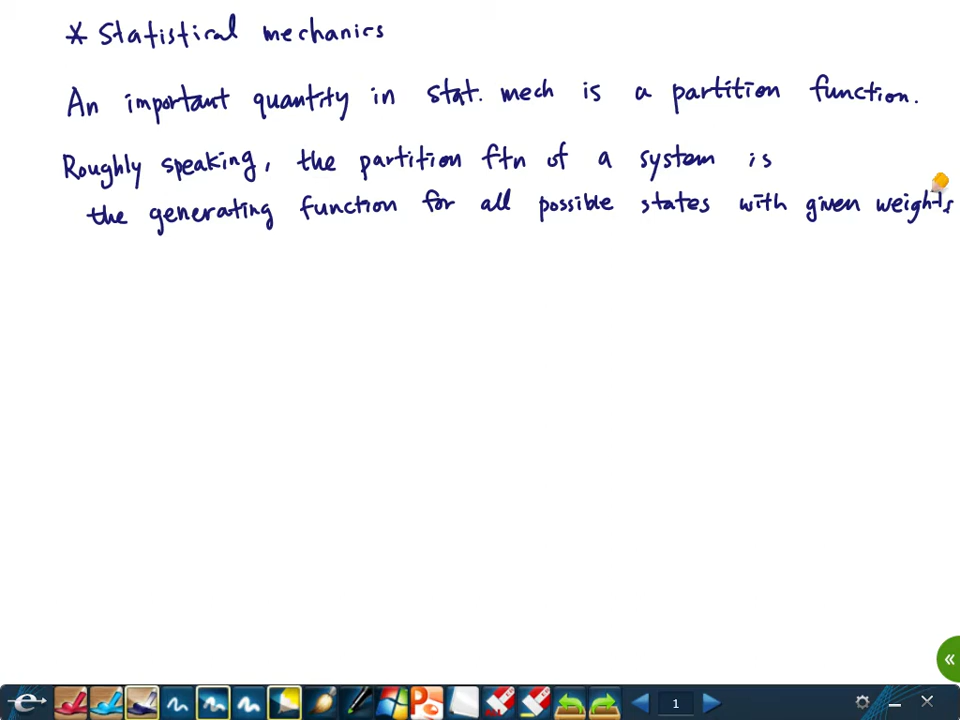 * Statistical mechanics
An important quantity in stat. mech is a partition function.
Roughly speaking, the partition ftn of a system is
the generating function for all possible states with given weights
1